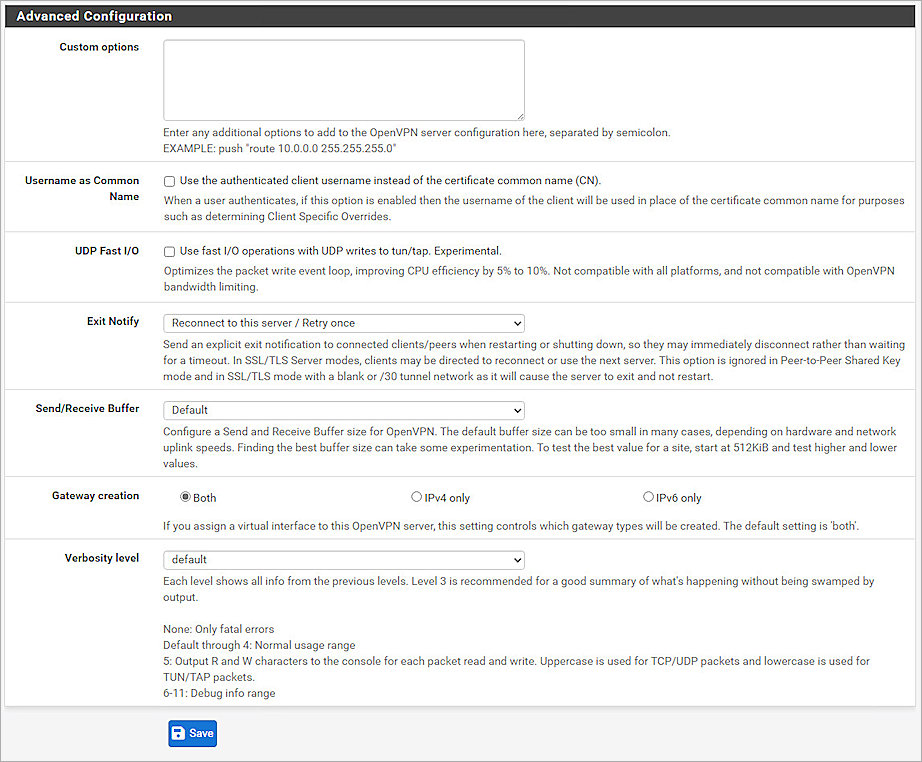 Advanced Configuration
Custom options
Enter any additional options to add to the OpenVPN server configuration here, separated by semicolon.
EXAMPLE: push "route 10.0.0.0 255.255.255.0"
Username as Common
Name
Use the authenticated client username instead of the certificate common name (CN).
When a user authenticates, if this option is enabled then the username of the client will be used in place of the certificate common name for purposes
such as determining Client Specific Overrides.
UDP Fast I/O
Use fast I/O operations with UDP writes to tun/tap. Experimental.
Optimizes the packet write event loop, improving CPU efficiency by 5% to 10%. Not compatible with all platforms, and not compatible with OpenVPN
bandwidth limiting.
Exit Notify
Reconnect to this server / Retry once
Send an explicit exit notification to connected clients/peers when restarting or shutting down, so they may immediately disconnect rather than waiting
for a timeout. In SSL/TLS Server modes, clients may be directed to reconnect or use the next server. This option is ignored in Peer-to-Peer Shared Key
mode and in SSL/TLS mode with a blank or /30 tunnel network as it will cause the server to exit and not restart.
Send/Receive Buffer
Default
Configure a Send and Receive Buffer size for OpenVPN. The default buffer size can be too small in many cases, depending on hardware and network
uplink speeds. Finding the best buffer size can take some experimentation. To test the best value for a site, start at 512KiB and test higher and lower
values.
Gateway creation
Both
IPv4 only
IPv6 only
If you assign a virtual interface to this OpenVPN server, this setting controls which gateway types will be created. The default setting is 'both'.
Verbosity level
default
Each level shows all info from the previous levels. Level 3 is recommended for a good summary of what's happening without being swamped by
output.
None: Only fatal errors
Default through 4: Normal usage range
5: Output R and W characters to the console for each packet read and write. Uppercase is used for TCP/UDP packets and lowercase is used for
TUN/TAP packets.
6-11: Debug info range
Save